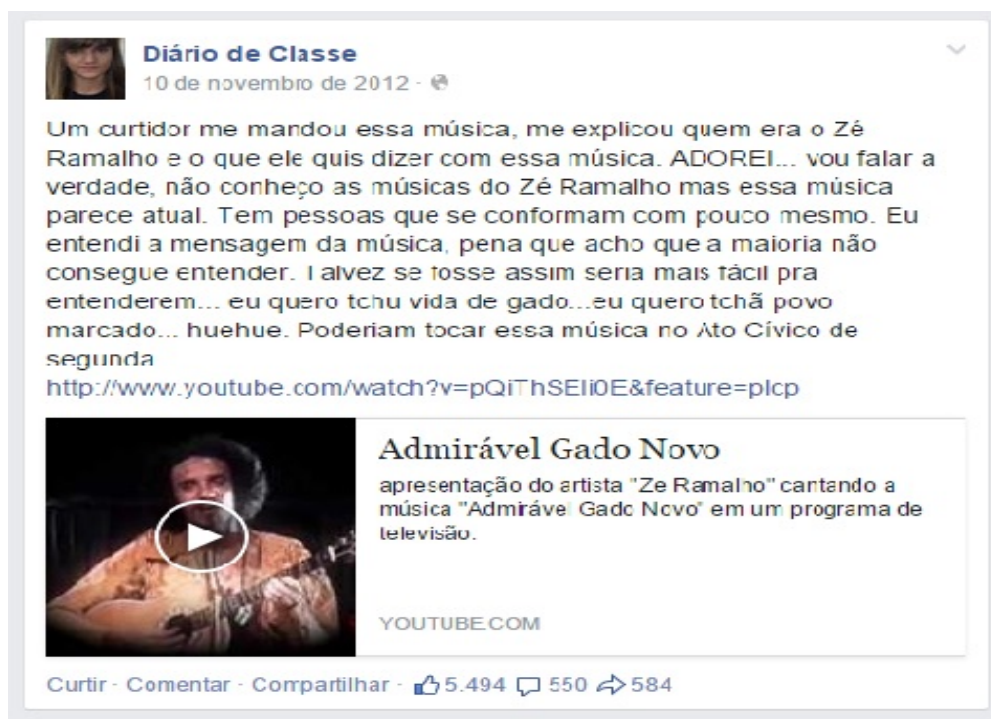 Diário de Classe
10 de novembro de 2012 ·
Um curtidor me mandou essa música, me explicou quem era o Zé
Ramalho e o que ele quis dizer com essa música. ADOREI... vou falar a
verdade, não conheço as músicas do Zé Ramalho mas essa música
parece atual. Tem pessoas que se conformam com pouco mesmo. Eu
entendi a mensagem da música, pena que acho que a maioria não
consegue entender. Talvez se fosse assim seria mais fácil pra
entenderem... eu quero tchu vida de gado...eu quero tchã povo
marcado... huehue. Poderiam tocar essa música no Ato Cívico de
segunda
http://www.youtube.com/watch?v=pQiThSEIi0E&feature=plcp
Admirável Gado Novo
apresentação do artista "Ze Ramalho" cantando a
música "Admirável Gado Novo" em um programa de
televisão.
YOUTUBE.COM
Curtir · Comentar · Compartilhar · 5.494 550 584